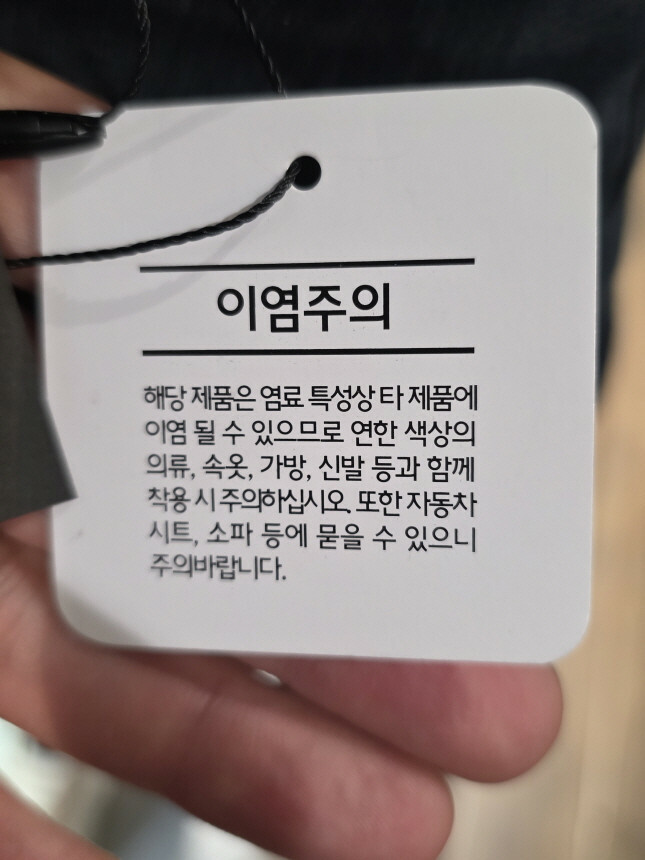 이염주의
해당 제품은 염료 특성상 타 제품에
이염 될 수 있으므로 연한 색상의
의류, 속옷, 가방, 신발 등과 함께
착용 시 주의하십시오. 또한 자동차
시트, 소파 등에 묻을 수 있으니
주의바랍니다.